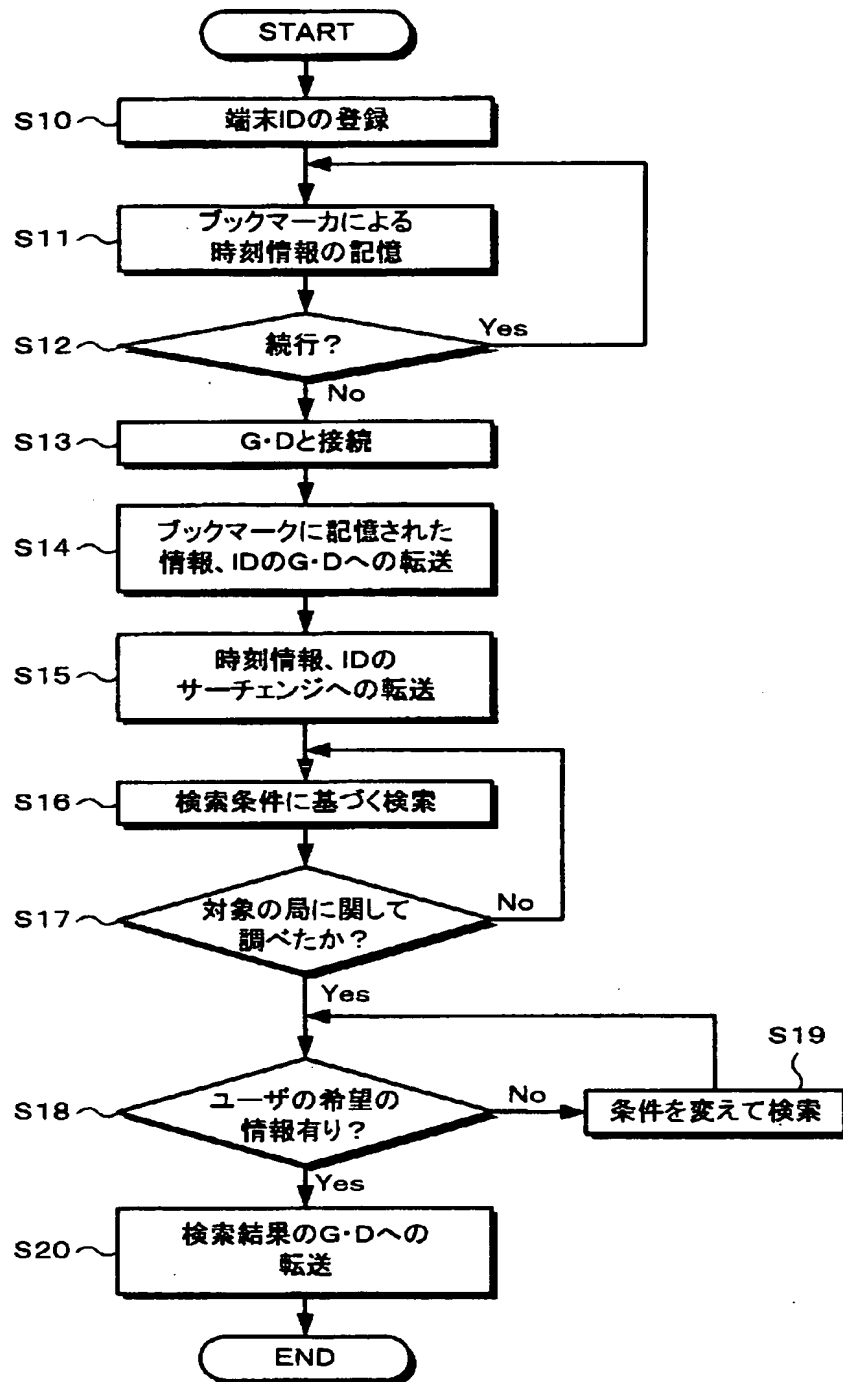 START
S10
端末IDの登録
S11
ブックマーカによる
時刻情報の記憶
S12
続行?
Yes
No
S13
G・Dと接続
S14
ブックマークに記憶された
情報、IDのG・Dへの転送
S15
時刻情報、IDの
サーチェンジへの転送
S16
検索条件に基づく検索
S17
対象の局に関して
調べたか?
No
Yes
S18
ユーザの希望の
情報有り?
No
S19
条件を変えて検索
Yes
S20
検索結果のG・Dへの
転送
END